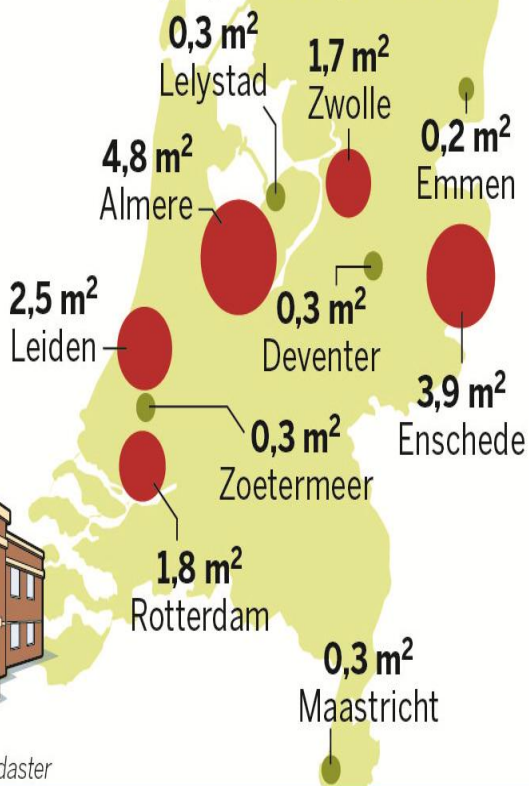 0,3 m²
Lelystad
1,7 m²
Zwolle
0,2 m²
Emmen
4,8 m²
Almere
2,5 m²
Leiden
0,3 m²
Deventer
3,9 m²
Enschede
0,3 m²
Zoetermeer
1,8 m²
Rotterdam
0,3 m²
Maastricht
daster